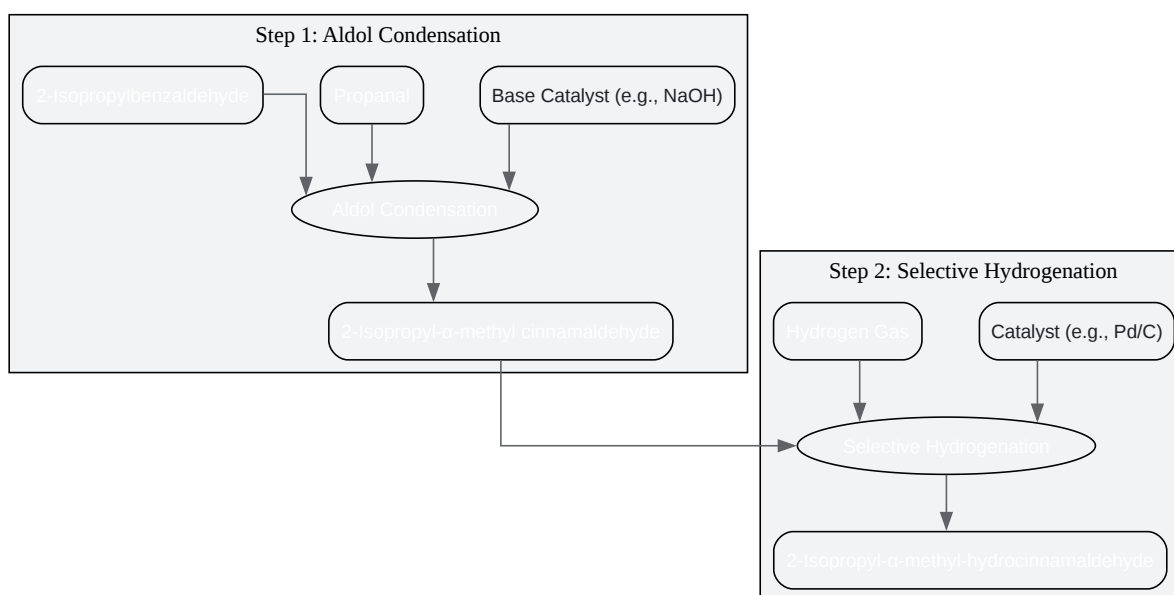 Step 1: Aldol Condensation
2-Isopropylbenzaldehyde
Propanal
Base Catalyst (e.g., NaOH)
Aldol Condensation
2-Isopropyl-α-methyl cinnamaldehyde
Step 2: Selective Hydrogenation
Hydrogen Gas
Catalyst (e.g., Pd/C)
Selective Hydrogenation
2-Isopropyl-α-methyl-hydrocinnamaldehyde